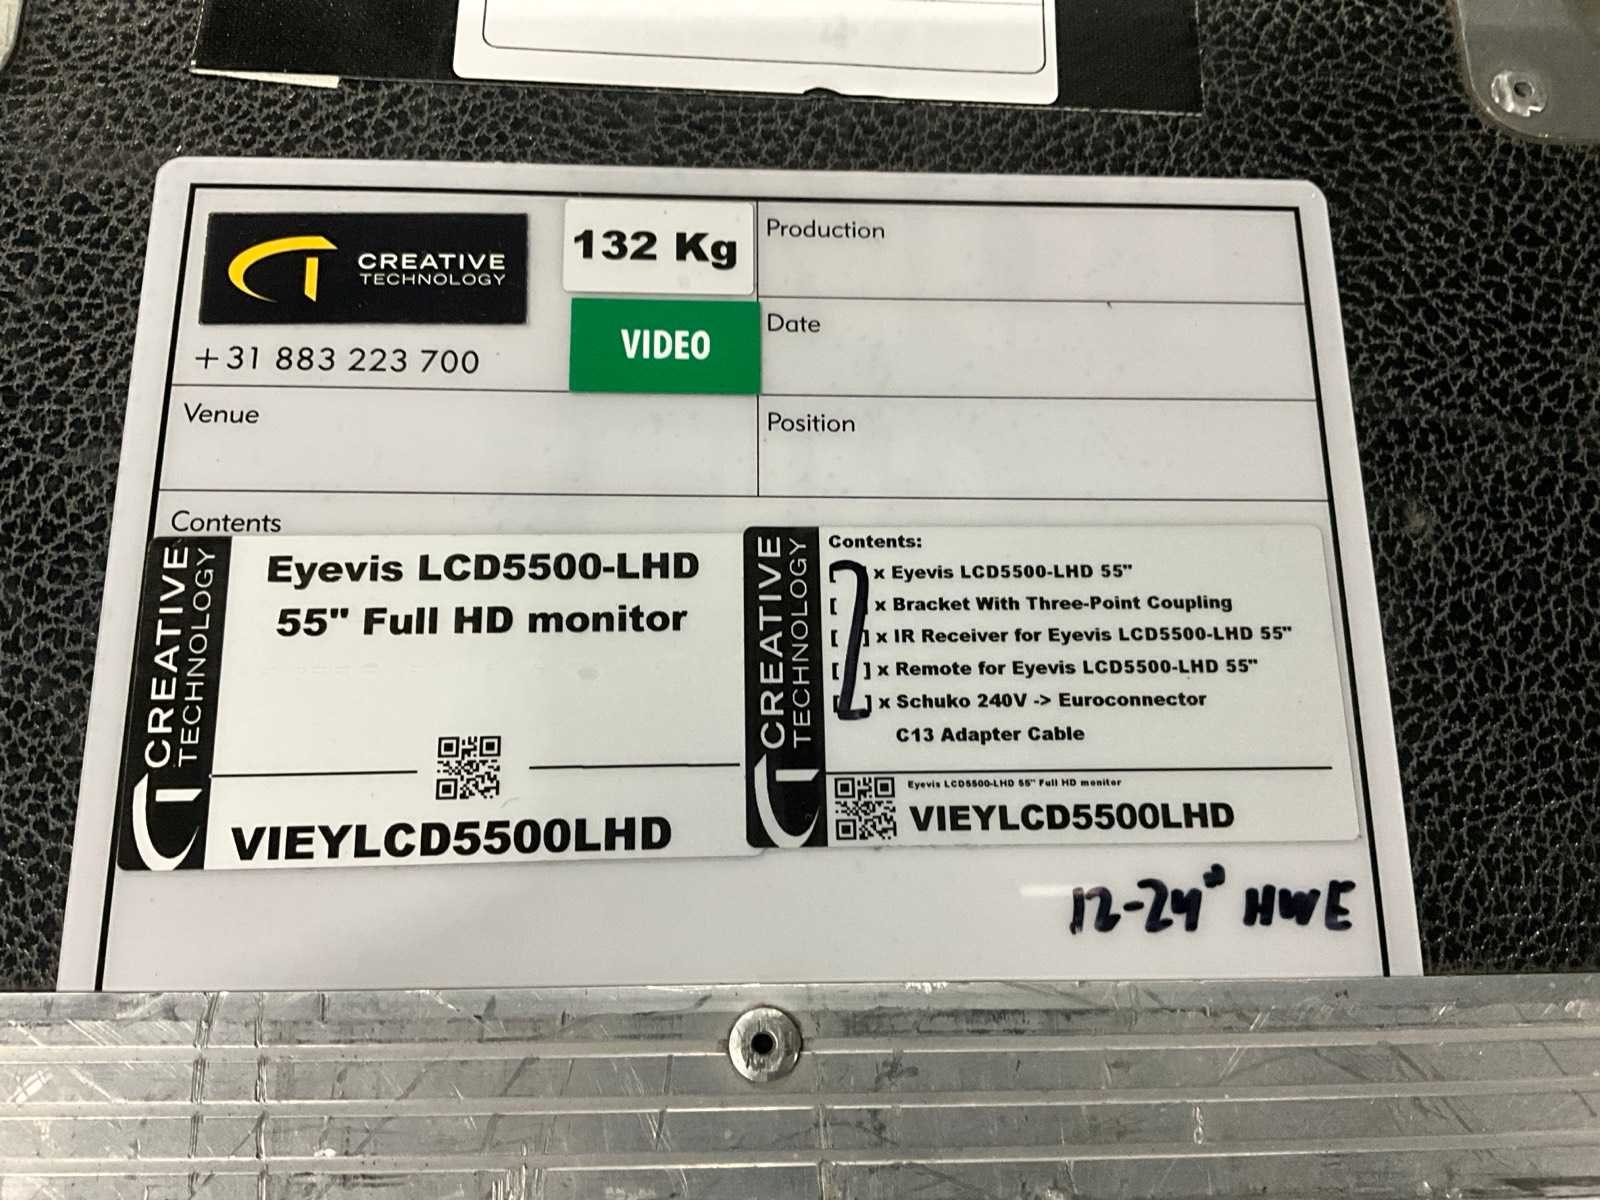 CREATIVE
TECHNOLOGY
132 Kg
+31 883 223 700
VIDEO
Production
Date
Venue
Position
Contents
CREATIVE
TECHNOLOGY
Eyevis LCD5500-LHD
55" Full HD monitor
VIEYLCD5500LHD
CREATIVE
TECHNOLOGY
Contents:
2
[ ] x Eyevis LCD5500-LHD 55"
[ ] x Bracket With Three-Point Coupling
[ ] x IR Receiver for Eyevis LCD5500-LHD 55"
[ ] x Remote for Eyevis LCD5500-LHD 55"
[ ] x Schuko 240V -> Euroconnector
C13 Adapter Cable
Eyevis LCD5500-LHD 55" Full HD monitor
VIEYLCD5500LHD
12-24" HWE